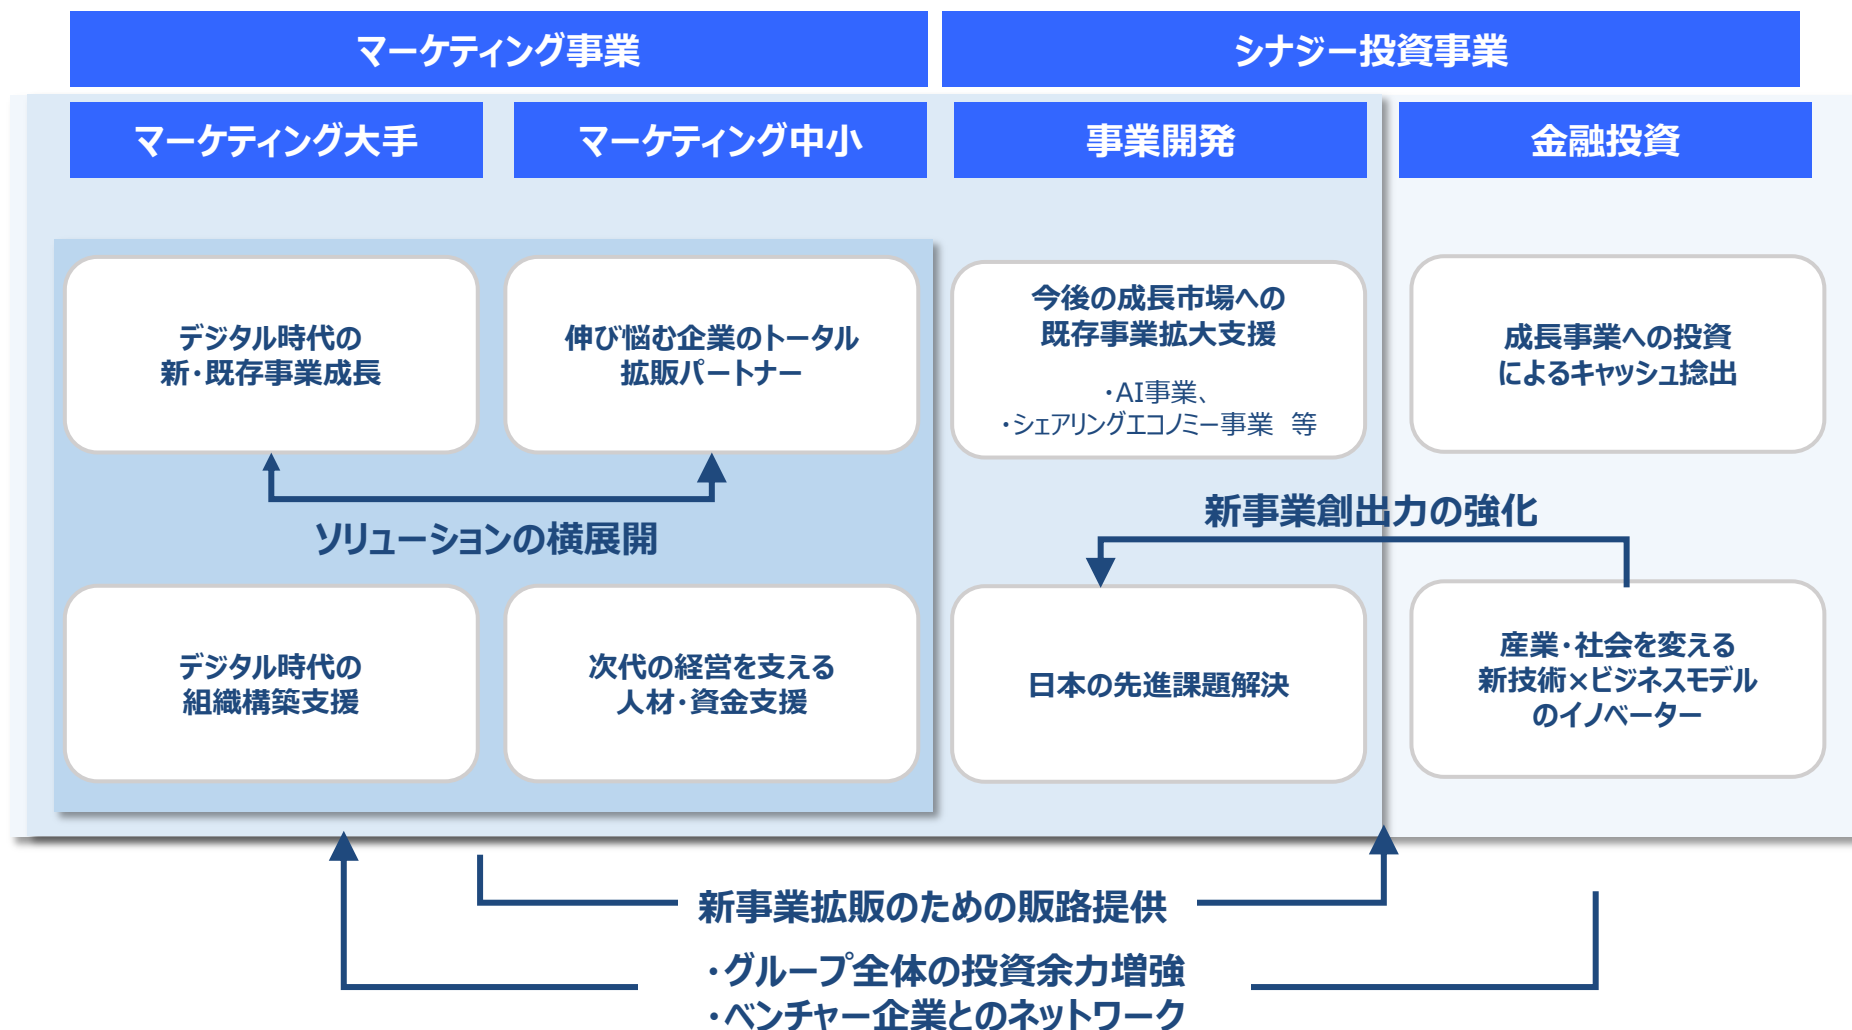 マーケティング事業
シナジー投資事業
マーケティング大手
マーケティング中小
事業開発
金融投資
デジタル時代の
新・既存事業成長
伸び悩む企業のトータル
拡販パートナー
今後の成長市場への
既存事業拡大支援
・AI事業、
・シェアリングエコノミー事業　等
成長事業への投資
によるキャッシュ捻出
ソリューションの横展開
新事業創出力の強化
デジタル時代の
組織構築支援
次代の経営を支える
人材・資金支援
日本の先進課題解決
産業・社会を変える
新技術×ビジネスモデル
のイノベーター
新事業拡販のための販路提供
・グループ全体の投資余力増強
・ベンチャー企業とのネットワーク